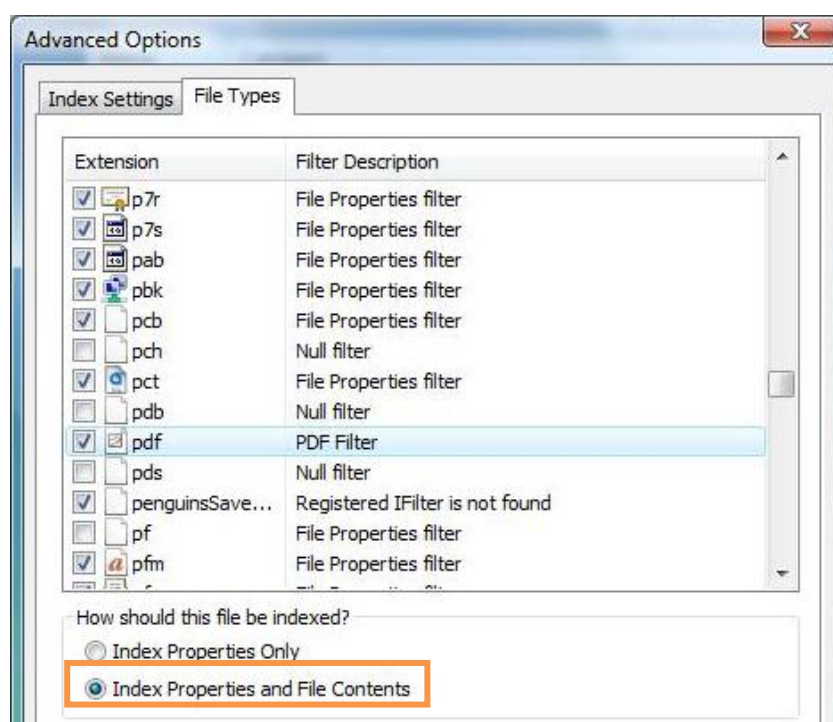 Advanced Options
Index Settings File Types
Extension Filter Description
p7r File Properties filter
p7s File Properties filter
pab File Properties filter
pbk File Properties filter
pcb File Properties filter
pch Null filter
pct File Properties filter
pdb Null filter
pdf PDF Filter
pds Null filter
penguinsSave... Registered IFilter is not found
pf File Properties filter
pfm File Properties filter
How should this file be indexed?
Index Properties Only
Index Properties and File Contents